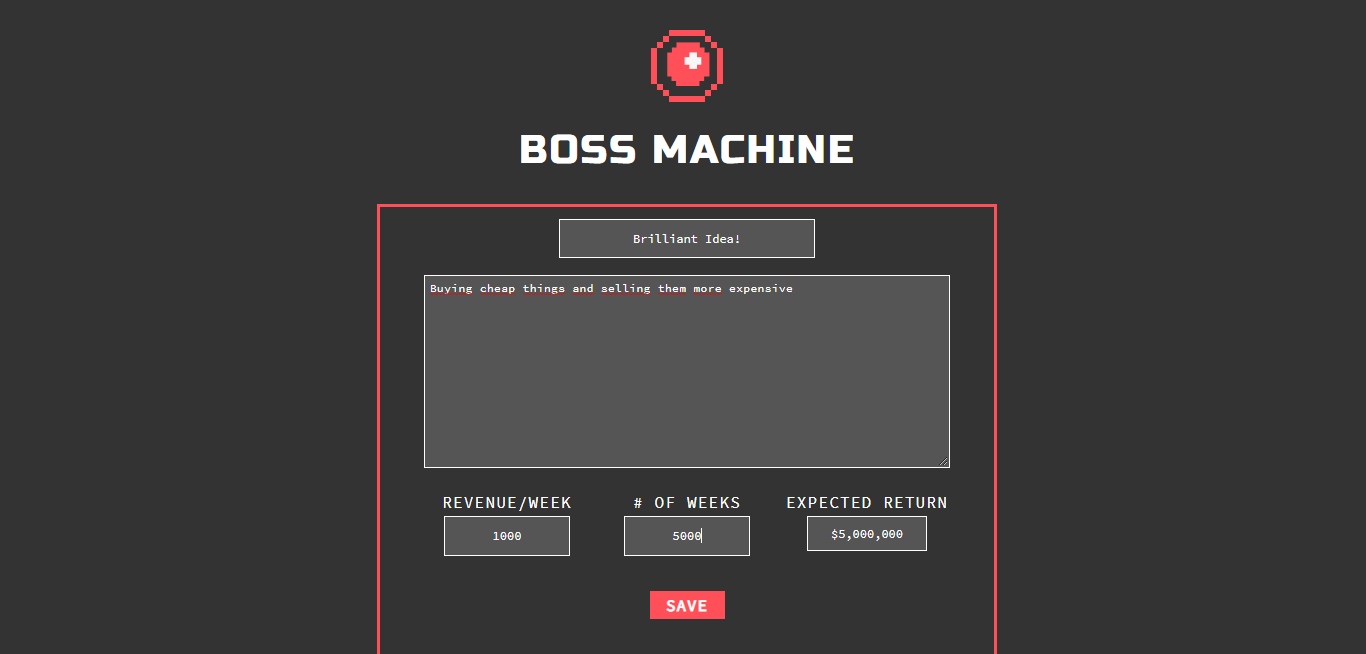 BOSS MACHINE
Brilliant Idea!
Buying cheap things and selling them more expensive
REVENUE/WEEK # OF WEEKS EXPECTED RETURN
1000 5000 $5,000,000
SAVE